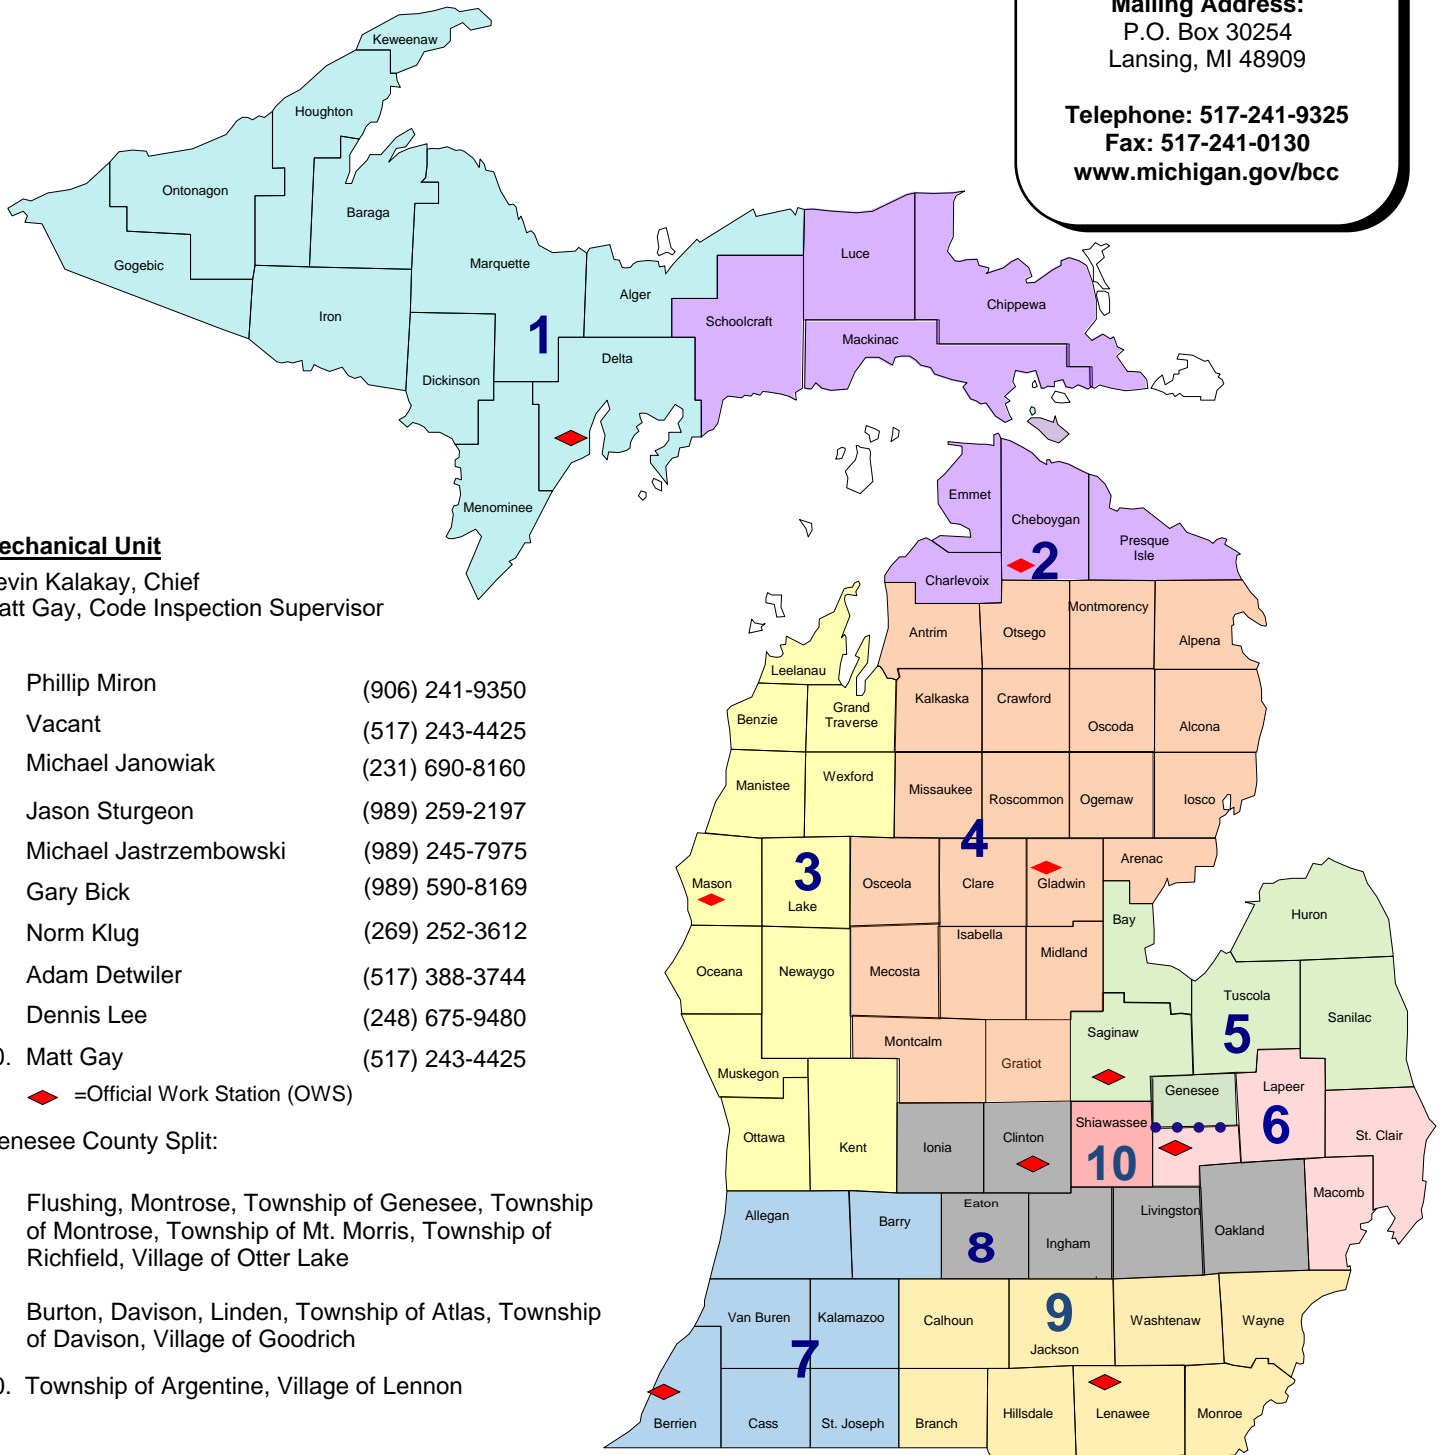 Mailing Address:
P.O. Box 30254
Lansing, MI 48909
Telephone: 517-241-9325
Fax: 517-241-0130
www.michigan.gov/bcc
Keweenaw
Houghton
Ontonagon
Baraga
Gogebic
Marquette
Iron
Alger
1
Dickinson
Delta
Menominee
Luce
Schoolcraft
Chippewa
Mackinac
Emmet
Cheboygan
2
Presque
Isle
Charlevoix
echanical Unit
evin Kalakay, Chief
att Gay, Code Inspection Supervisor
Phillip Miron (906) 241-9350
Vacant (517) 243-4425
Michael Janowiak (231) 690-8160
Jason Sturgeon (989) 259-2197
Michael Jastrzembowski (989) 245-7975
Gary Bick (989) 590-8169
Norm Klug (269) 252-3612
Adam Detwiler (517) 388-3744
Dennis Lee (248) 675-9480
0. Matt Gay (517) 243-4425
=Official Work Station (OWS)
enesee County Split:
Flushing, Montrose, Township of Genesee, Township
of Montrose, Township of Mt. Morris, Township of
Richfield, Village of Otter Lake
Burton, Davison, Linden, Township of Atlas, Township
of Davison, Village of Goodrich
0. Township of Argentine, Village of Lennon
Antrim
Otsego
Montmorency
Alpena
Leelanau
Benzie
Grand
Traverse
Kalkaska
Crawford
Oscoda
Alcona
Manistee
Wexford
Missaukee
Roscommon
Ogemaw
Iosco
4
Mason
3
Lake
Osceola
Clare
Gladwin
Arenac
Bay
Huron
Oceana
Newaygo
Mecosta
Isabella
Midland
Tuscola
5
Sanilac
Montcalm
Gratiot
Saginaw
Muskegon
Genesee
Lapeer
6
St. Clair
Ottawa
Kent
Ionia
Clinton
Shiawassee
10
Macomb
Allegan
Barry
Eaton
8
Ingham
Livingston
Oakland
Van Buren
Kalamazoo
7
Calhoun
9
Jackson
Washtenaw
Wayne
Berrien
Cass
St. Joseph
Branch
Hillsdale
Lenawee
Monroe